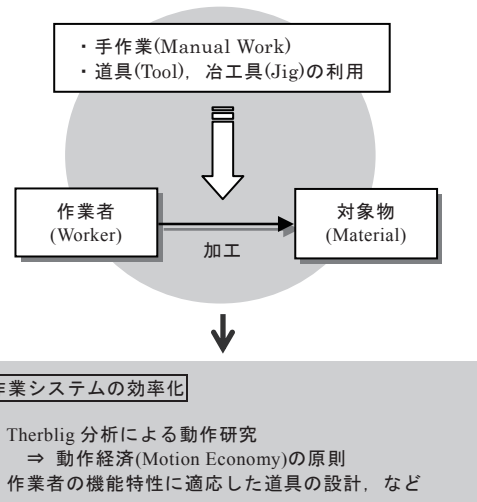 ・手作業(Manual Work)
・道具(Tool)，冶工具(Jig)の利用
作業者
(Worker)
加工
対象物
(Material)
業システムの効率化
Therblig 分析による動作研究
⇒ 動作経済(Motion Economy)の原則
作業者の機能特性に適応した道具の設計，など